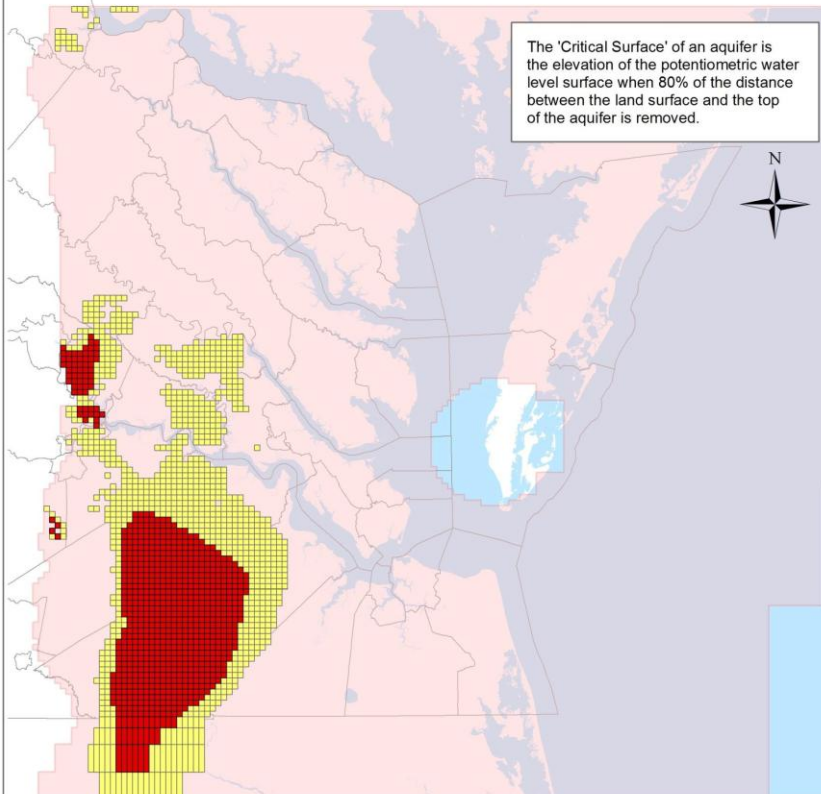 The 'Critical Surface' of an aquifer is
the elevation of the potentiometric water
level surface when 80% of the distance
between the land surface and the top
of the aquifer is removed.
N